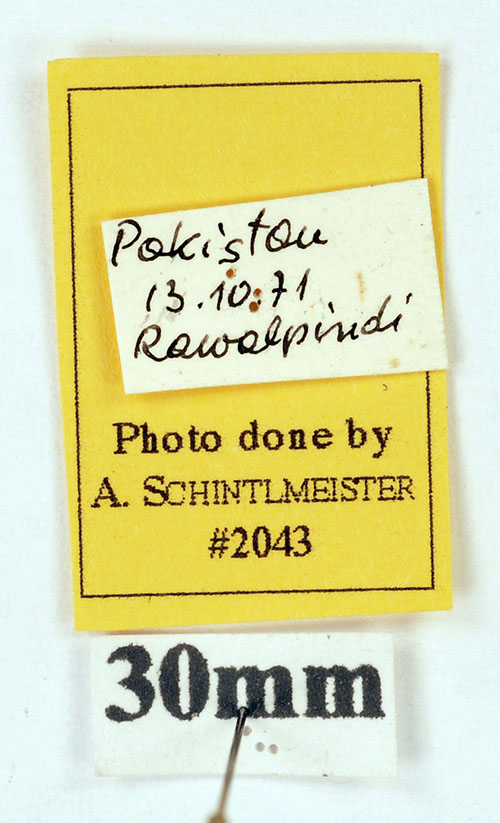 Pakistan
13.10.71
Rawalpindi
Photo done by
A. SCHINTLMEISTER
#2043
30mm